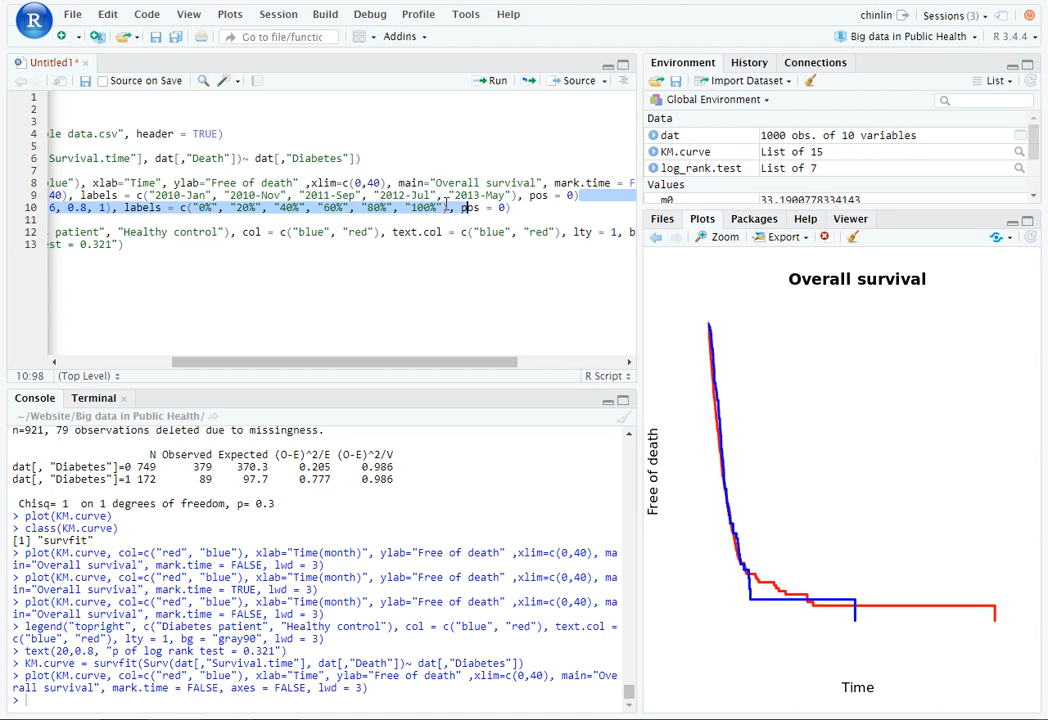 File Edit Code View Plots Session Build Debug Profile Tools Help
chinlin Sessions (3)
Go to file/functic Addins
Big data in Public Health R 3.4.4
Untitled1*
Source on Save Run Source
1
2
3
4 le data.csv", header = TRUE)
5
6 Survival.time"], dat[,"Death"])~ dat[,"Diabetes"])
7
8 lue"), xlab="Time", ylab="Free of death" ,xlim=c(0,40), main="Overall survival", mark.time = F
9 40), labels = c("2010-Jan", "2010-Nov", "2011-Sep", "2012-Jul", "2013-May"), pos = 0)
10 6, 0.8, 1), labels = c("0%", "20%", "40%", "60%", "80%", "100%"), pos = 0)
11
12 patient", "Healthy control"), col = c("blue", "red"), text.col = c("blue", "red"), lty = 1, b
13 st = 0.321")
10:98 (Top Level) R Script
Console Terminal
~/Website/Big data in Public Health/
n=921, 79 observations deleted due to missingness.
N Observed Expected (O-E)^2/E (O-E)^2/V
dat[, "Diabetes"]=0 749 379 370.3 0.205 0.986
dat[, "Diabetes"]=1 172 89 97.7 0.777 0.986
Chisq= 1 on 1 degrees of freedom, p= 0.3
> plot(KM.curve)
> class(KM.curve)
[1] "survfit"
> plot(KM.curve, col=c("red", "blue"), xlab="Time(month)", ylab="Free of death" ,xlim=c(0,40), ma
in="Overall survival", mark.time = FALSE, lwd = 3)
> plot(KM.curve, col=c("red", "blue"), xlab="Time(month)", ylab="Free of death" ,xlim=c(0,40), ma
in="Overall survival", mark.time = TRUE, lwd = 3)
> plot(KM.curve, col=c("red", "blue"), xlab="Time(month)", ylab="Free of death" ,xlim=c(0,40), ma
in="Overall survival", mark.time = FALSE, lwd = 3)
> legend("topright", c("Diabetes patient", "Healthy control"), col = c("blue", "red"), text.col =
c("blue", "red"), lty = 1, bg = "gray90", lwd = 3)
> text(20,0.8, "p of log rank test = 0.321")
> KM.curve = survfit(Surv(dat[,"Survival.time"], dat[,"Death"])~ dat[,"Diabetes"])
> plot(KM.curve, col=c("red", "blue"), xlab="Time", ylab="Free of death" ,xlim=c(0,40), main="Ove
rall survival", mark.time = FALSE, axes = FALSE, lwd = 3)
>
Environment History Connections
Import Dataset List
Global Environment
Data
dat 1000 obs. of 10 variables
KM.curve List of 15
log_rank.test List of 7
Values
m0 33.1900778334143
Files Plots Packages Help Viewer
Zoom Export
Overall survival
Free of death
Time